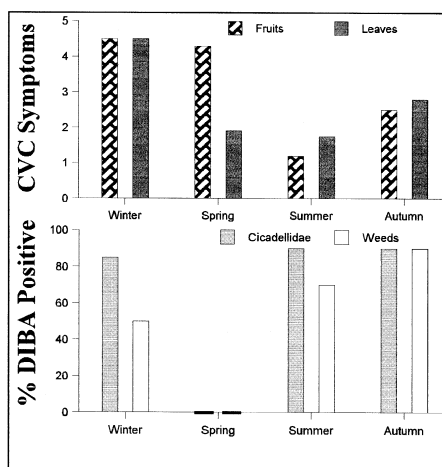 CVC Symptoms
5
4
3
2
1
0
Fruits Leaves
Winter Spring Summer Autumn
% DIBA Positive
100
80
60
40
20
0
Cicadellidae Weeds
Winter Spring Summer Autumn